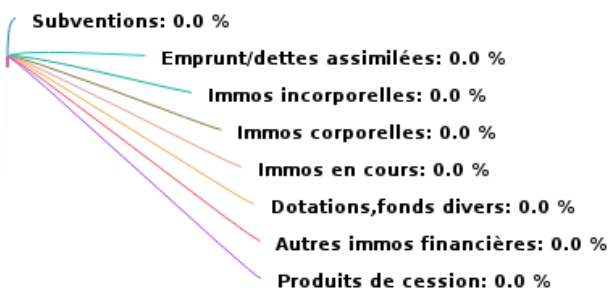 Subventions: 0.0 %
Emprunt/dettes assimilées: 0.0 %
Immos incorporelles: 0.0 %
Immos corporelles: 0.0 %
Immos en cours: 0.0 %
Dotations,fonds divers: 0.0 %
Autres immos financières: 0.0 %
Produits de cession: 0.0 %